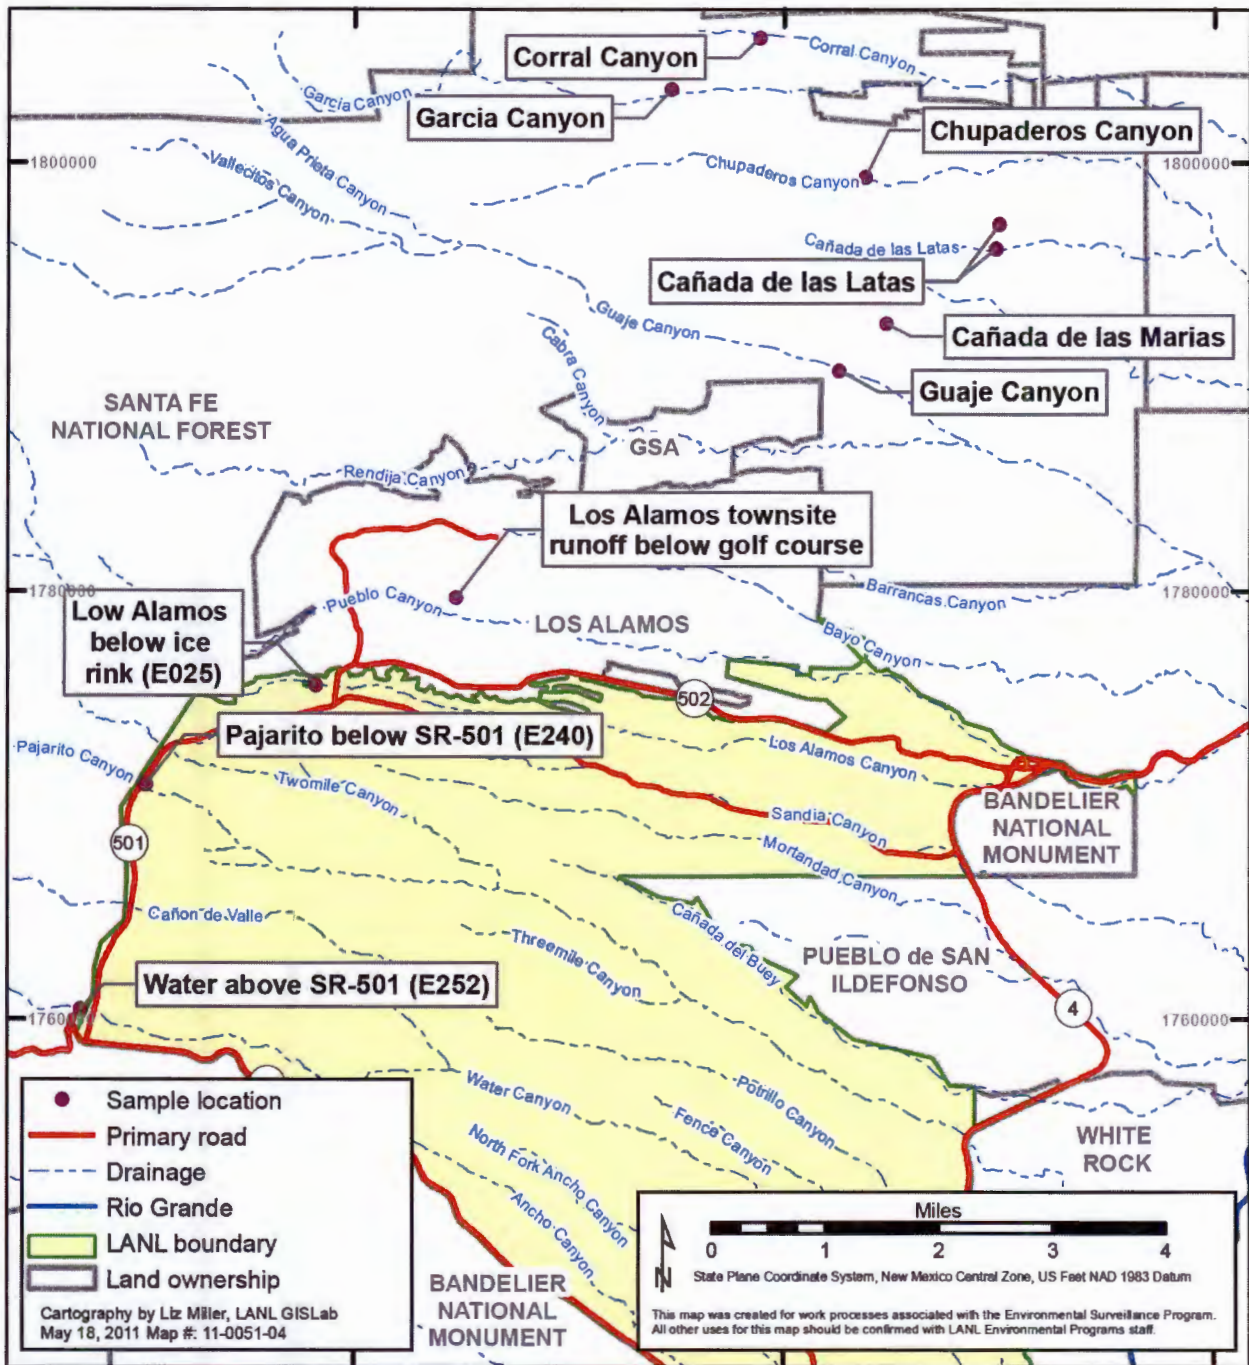 Corral Canyon
Corral Canyon
Garcia Canyon
Garcia Canyon
Agua Prieta Canyon
Vallecitos Canyon
Chupaderos Canyon
Chupaderos Canyon
1800000
1800000
Cañada de las Latas
Cañada de las Latas
Guaje Canyon
Cañada de las Marias
Cabra Canyon
Guaje Canyon
SANTA FE
NATIONAL FOREST
GSA
Rendija Canyon
Los Alamos townsite
runoff below golf course
1780000
1780000
Barrancas Canyon
Low Alamos
below ice
rink (E025)
Pueblo Canyon
LOS ALAMOS
Bayo Canyon
502
Pajarito below SR-501 (E240)
Pajarito Canyon
Los Alamos Canyon
Twomile Canyon
Sandia Canyon
BANDELIER
NATIONAL
MONUMENT
501
Mortandad Canyon
Cañon de Valle
Cañada del Buey
Threemile Canyon
PUEBLO de SAN
ILDEFONSO
Water above SR-501 (E252)
4
1760000
1760000
Water Canyon
Potrillo Canyon
Fence Canyon
North Fork Ancho Canyon
Ancho Canyon
WHITE
ROCK
BANDELIER
NATIONAL
MONUMENT
Sample location
Primary road
Drainage
Rio Grande
LANL boundary
Land ownership
Cartography by Liz Miller, LANL GISLab
May 18, 2011 Map #: 11-0051-04
Miles
0 1 2 3 4
N
State Plane Coordinate System, New Mexico Central Zone, US Feet NAD 1983 Datum
This map was created for work processes associated with the Environmental Surveillance Program.
All other uses for this map should be confirmed with LANL Environmental Programs staff.